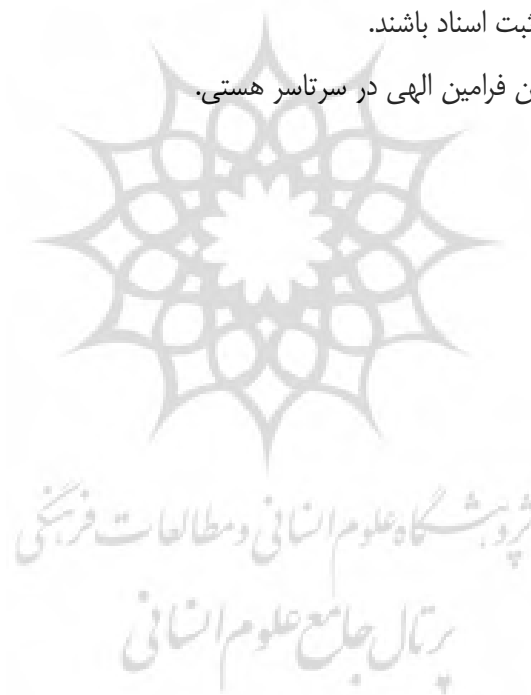 ثبت اسناد باشند.
ن فرامین الهی در سرتاسر هستی.
پژوهشگاه علوم انسانی و مطالعات فرهنگی
پرتال جامع علوم انسانی